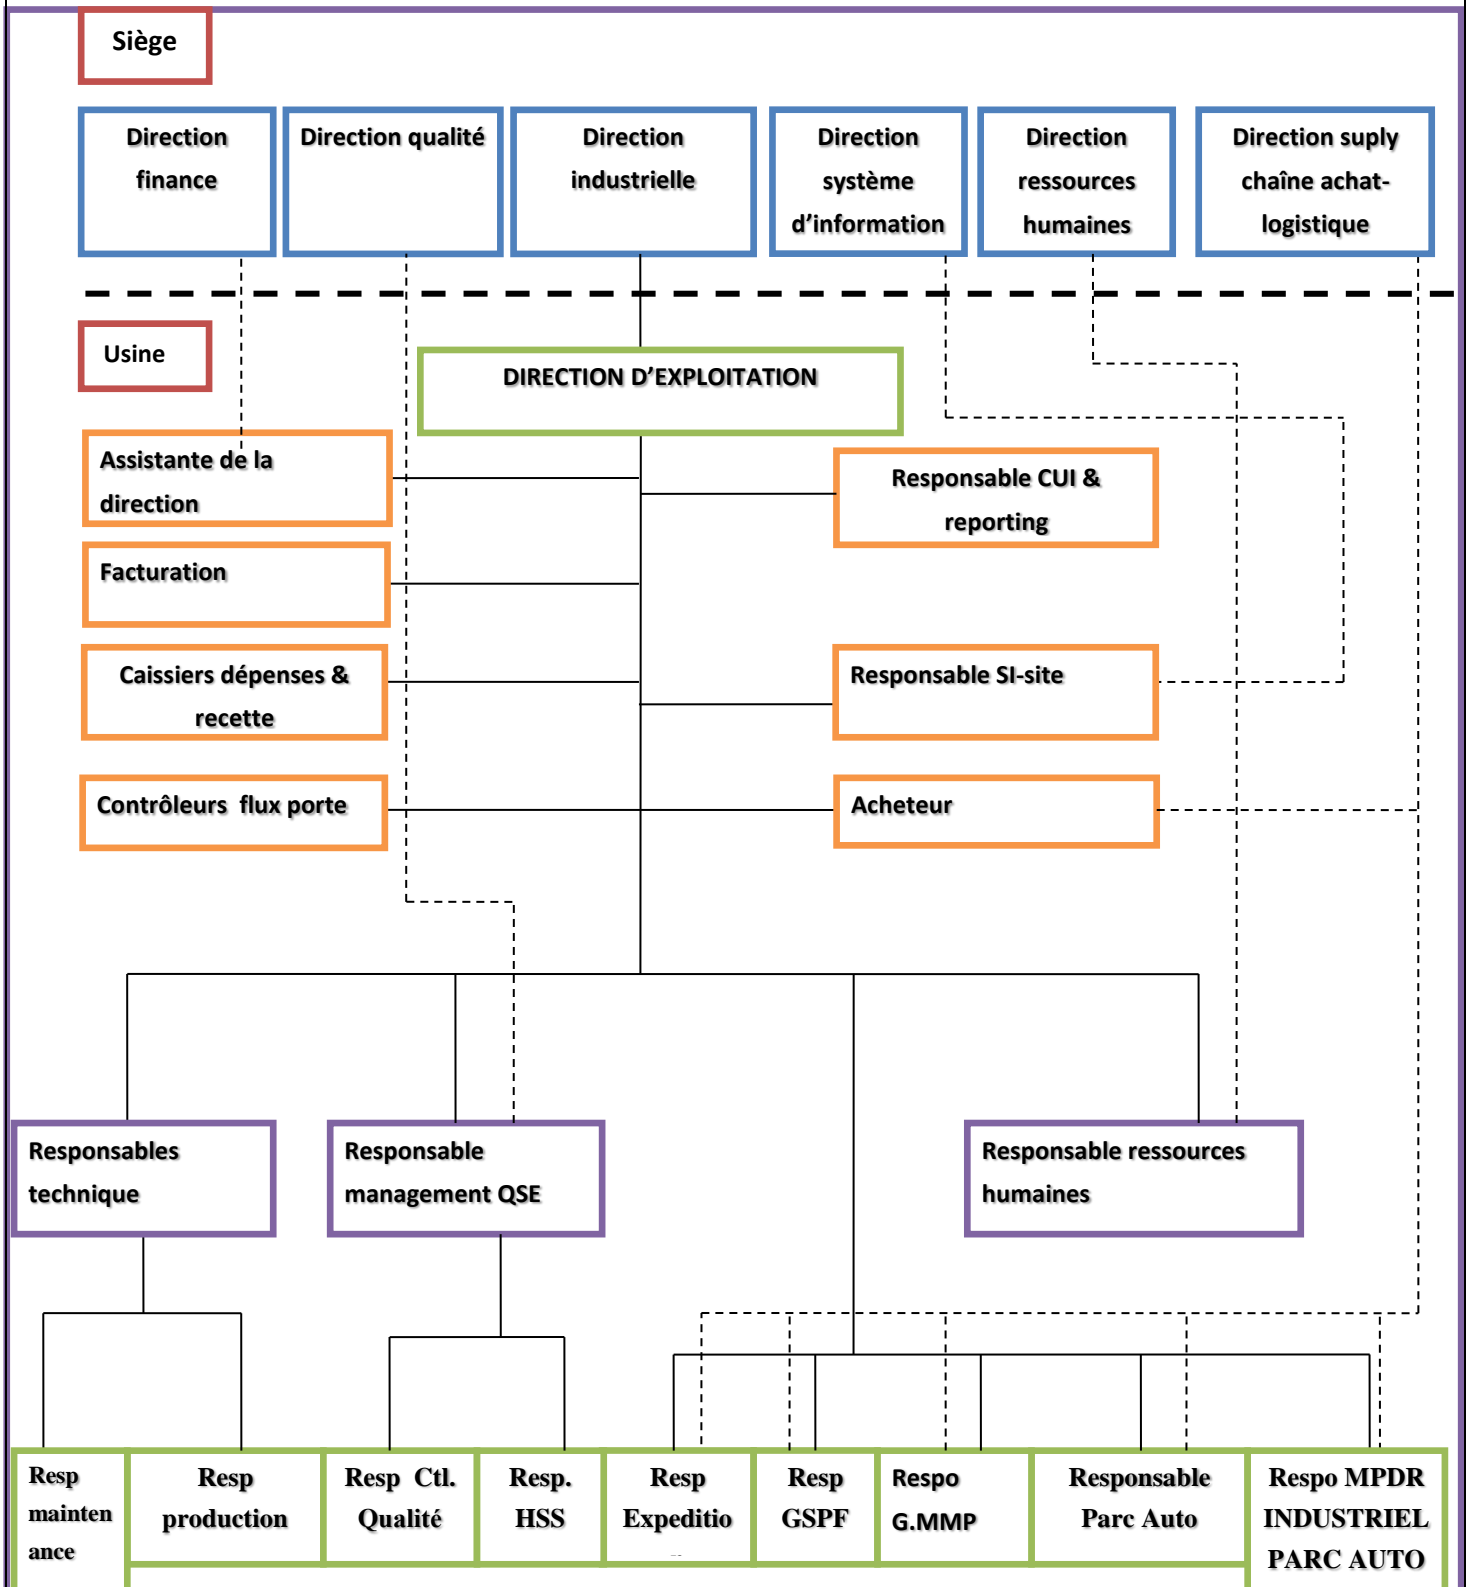 Siège
Direction
finance
Direction qualité
Direction
industrielle
Direction
système
d'information
Direction
ressources
humaines
Direction suply
chaîne achat-
logistique
Usine
DIRECTION D'EXPLOITATION
Assistante de la
direction
Responsable CUI &
reporting
Facturation
Caissiers dépenses &
recette
Responsable SI-site
Contrôleurs flux porte
Acheteur
Responsables
technique
Responsable
management QSE
Responsable ressources
humaines
Resp
mainten
ance
Resp
production
Resp Ctl.
Qualité
Resp.
HSS
Resp
Expeditio
Resp
GSPF
Respo
G.MMP
Responsable
Parc Auto
Respo MPDR
INDUSTRIEL
PARC AUTO